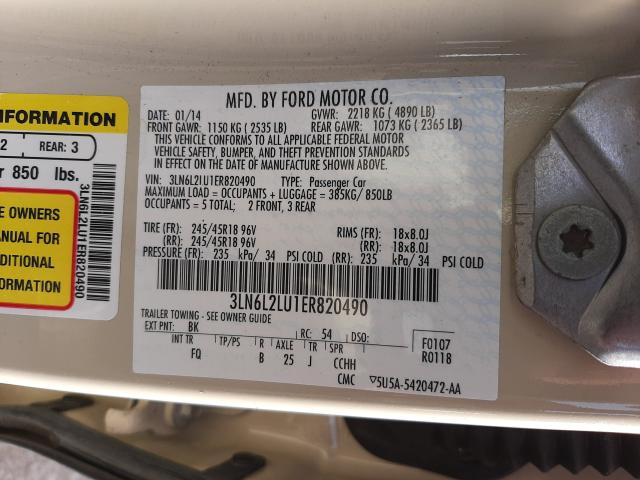 INFORMATION
2 REAR: 3
r 850 lbs.
E OWNERS
ANUAL FOR
DITIONAL
ORMATION
3LN6L2LU1ER820490
MFD. BY FORD MOTOR CO.
DATE: 01/14 GVWR: 2218 KG ( 4890 LB)
FRONT GAWR: 1150 KG ( 2535 LB) REAR GAWR: 1073 KG ( 2365 LB)
THIS VEHICLE CONFORMS TO ALL APPLICABLE FEDERAL MOTOR
VEHICLE SAFETY, BUMPER, AND THEFT PREVENTION STANDARDS
IN EFFECT ON THE DATE OF MANUFACTURE SHOWN ABOVE.
VIN: 3LN6L2LU1ER820490 TYPE: Passenger Car
MAXIMUM LOAD = OCCUPANTS + LUGGAGE = 385KG/ 850LB
OCCUPANTS = 5 TOTAL; 2 FRONT, 3 REAR
TIRE (FR): 245/45R18 96V RIMS (FR): 18x8.0J
(RR): 245/45R18 96V (RR): 18x8.0J
PRESSURE (FR): 235 kPa/ 34 PSI COLD (RR): 235 kPa/ 34 PSI COLD
3LN6L2LU1ER820490
TRAILER TOWING - SEE OWNER GUIDE
EXT PNT: BK RC: 54 DSO: F0107
INT TR TP/PS R AXLE TR SPR R0118
FQ B 25 J CCHH
CMC ▽5U5A-5420472-AA